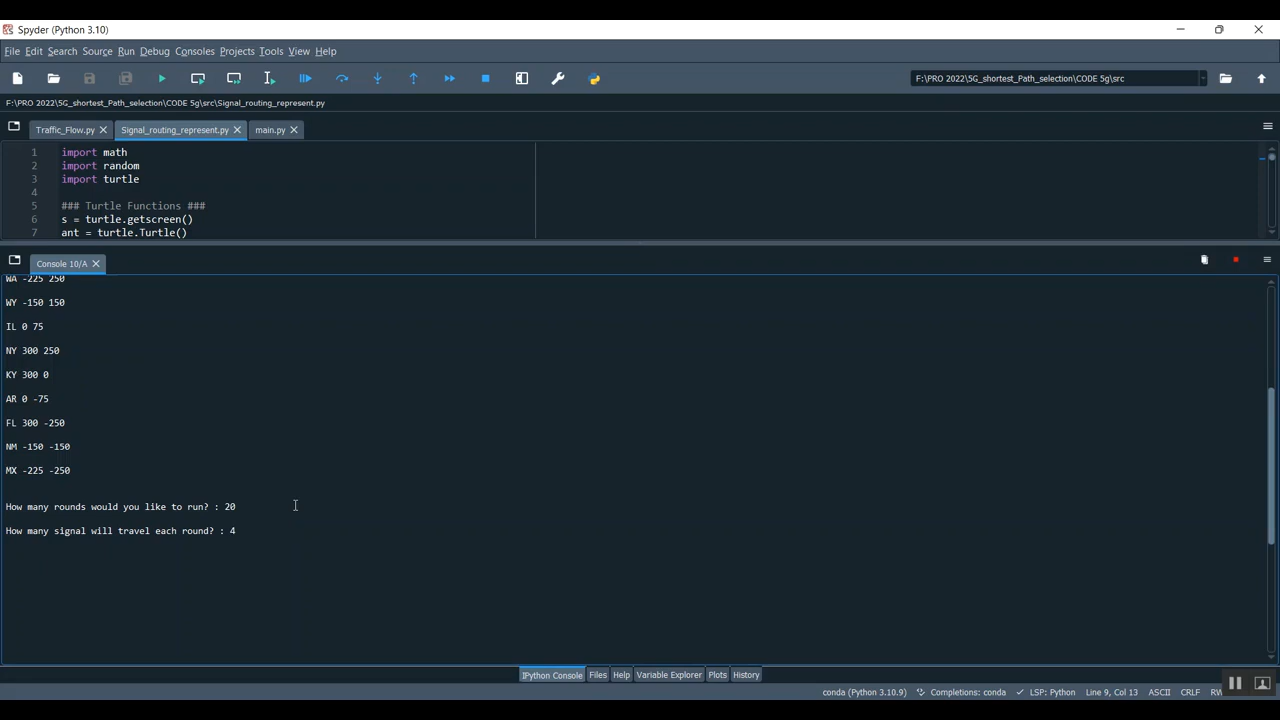 Spyder (Python 3.10)
File Edit Search Source Run Debug Consoles Projects Tools View Help
F:\PRO 2022\5G_shortest_Path_selection\CODE 5g\src
F:\PRO 2022\5G_shortest_Path_selection\CODE 5g\src\Signal_routing_represent.py
Traffic_Flow.py Signal_routing_represent.py main.py
1 import math
2 import random
3 import turtle
4
5 ### Turtle Functions ###
6 s = turtle.getscreen()
7 ant = turtle.Turtle()
Console 10/A
WA -225 250
WY -150 150
IL 0 75
NY 300 250
KY 300 0
AR 0 -75
FL 300 -250
NM -150 -150
MX -225 -250
How many rounds would you like to run? : 20
How many signal will travel each round? : 4
IPython Console Files Help Variable Explorer Plots History
conda (Python 3.10.9) Completions: conda LSP: Python Line 9, Col 13 ASCII CRLF